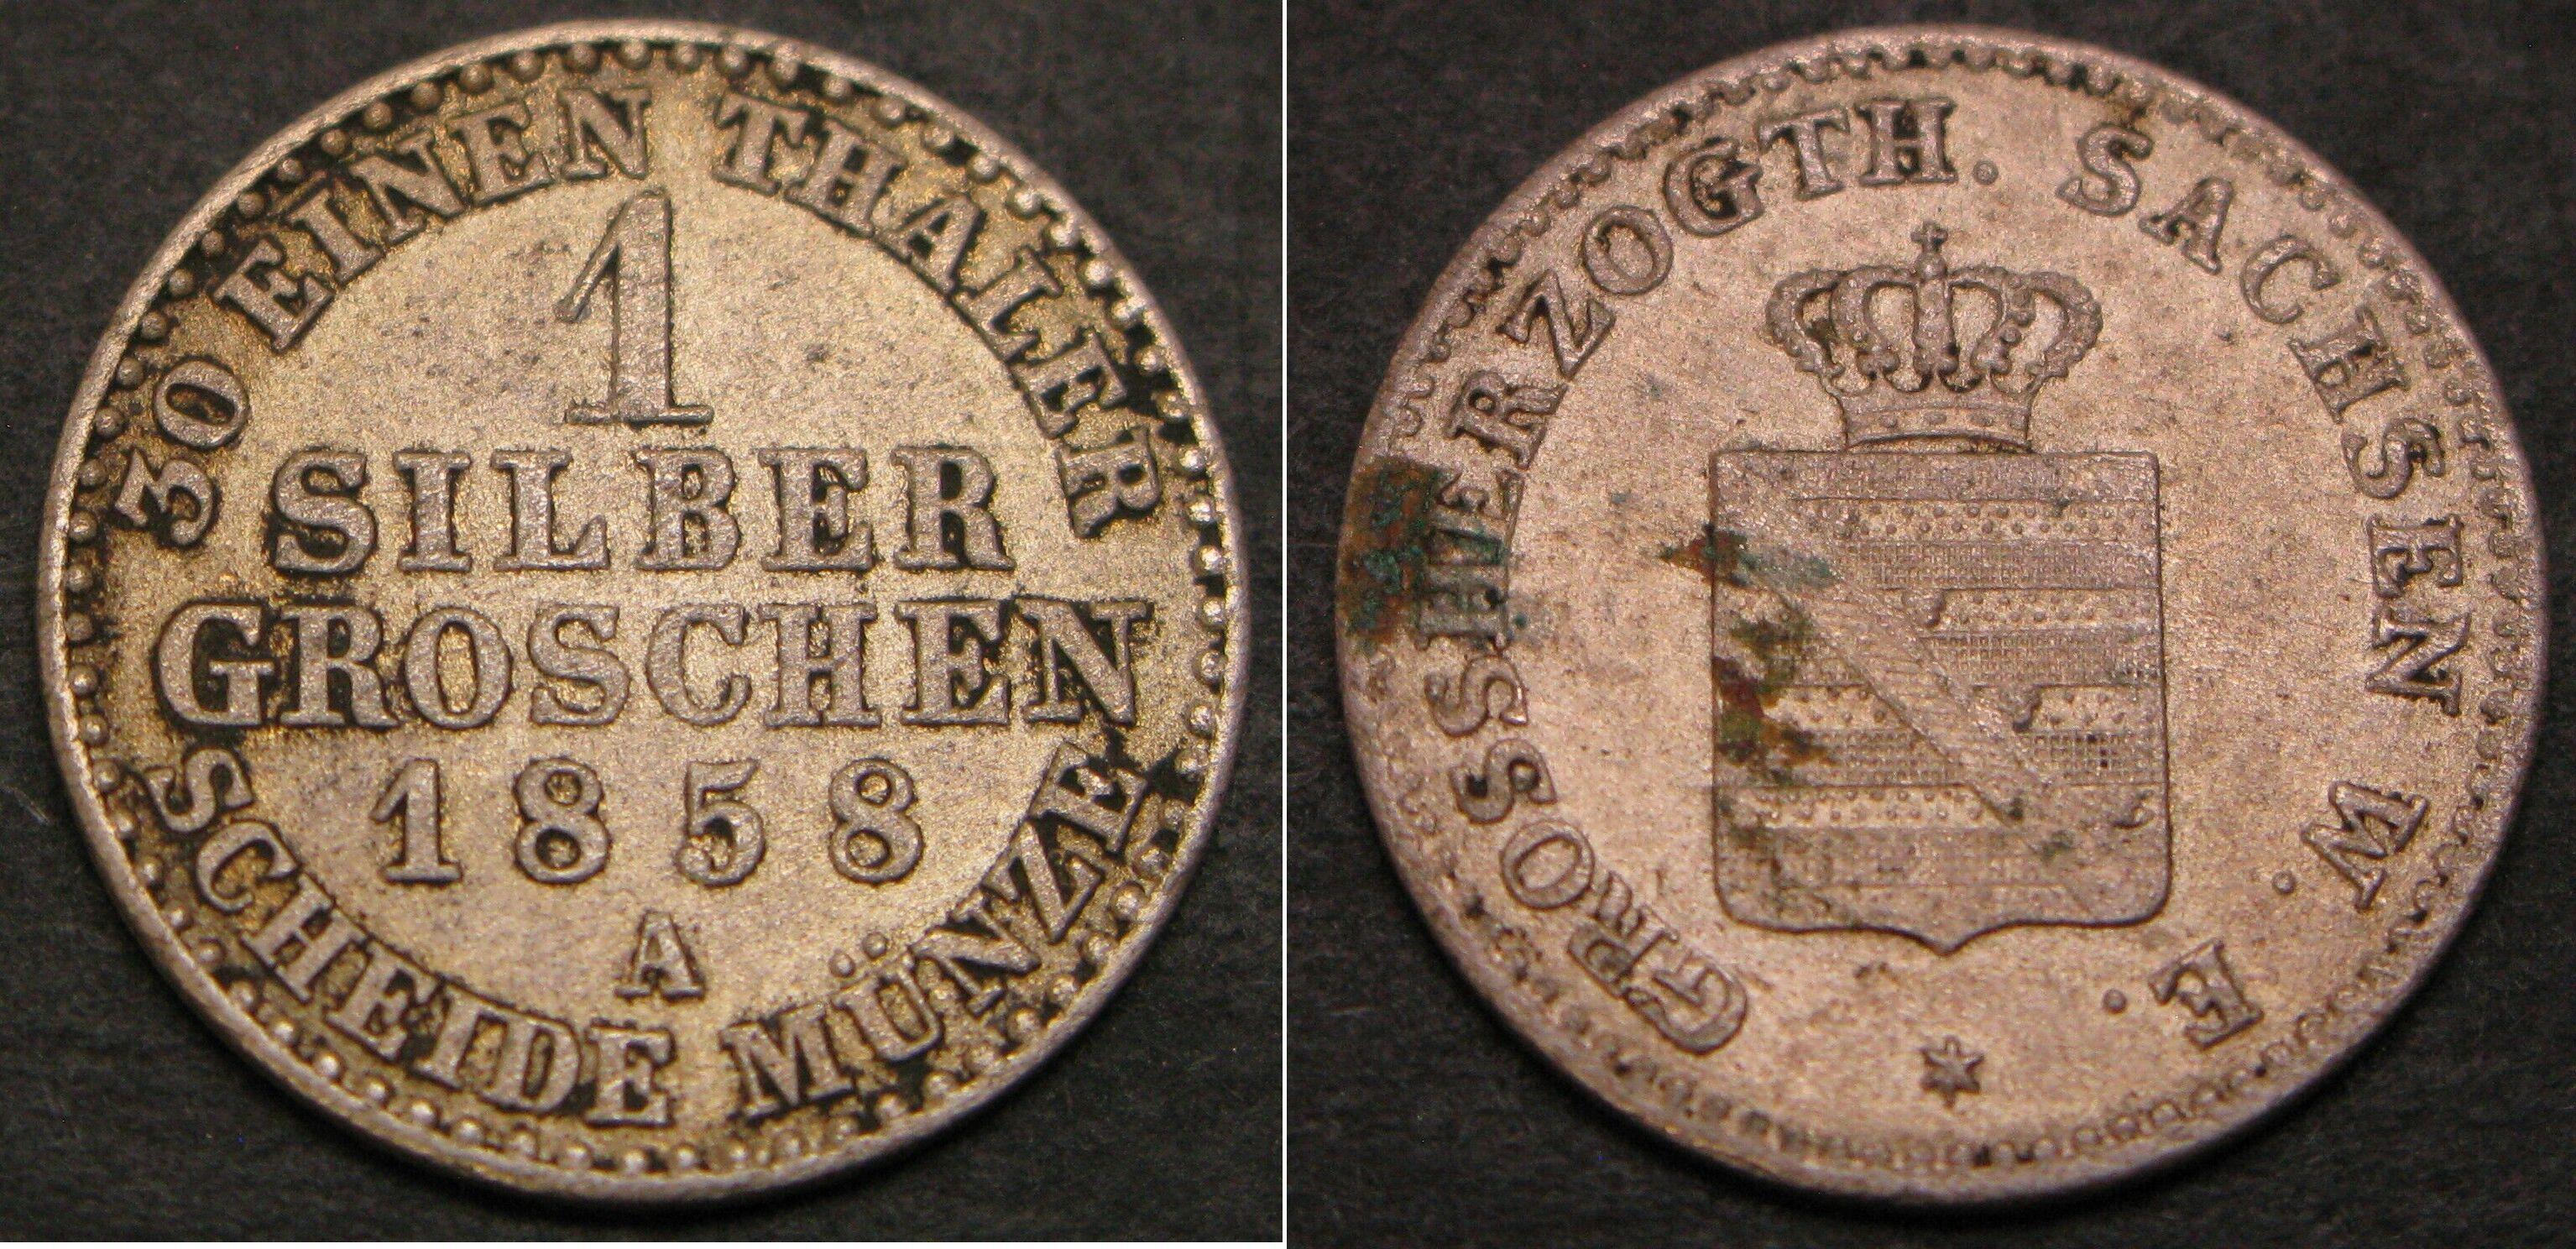 30 EINEN THALER
1
SILBER
GROSCHEN
1858
A
SCHEIDE MÜNZE
GROSSHERZOGTH. SACHSEN W. E.